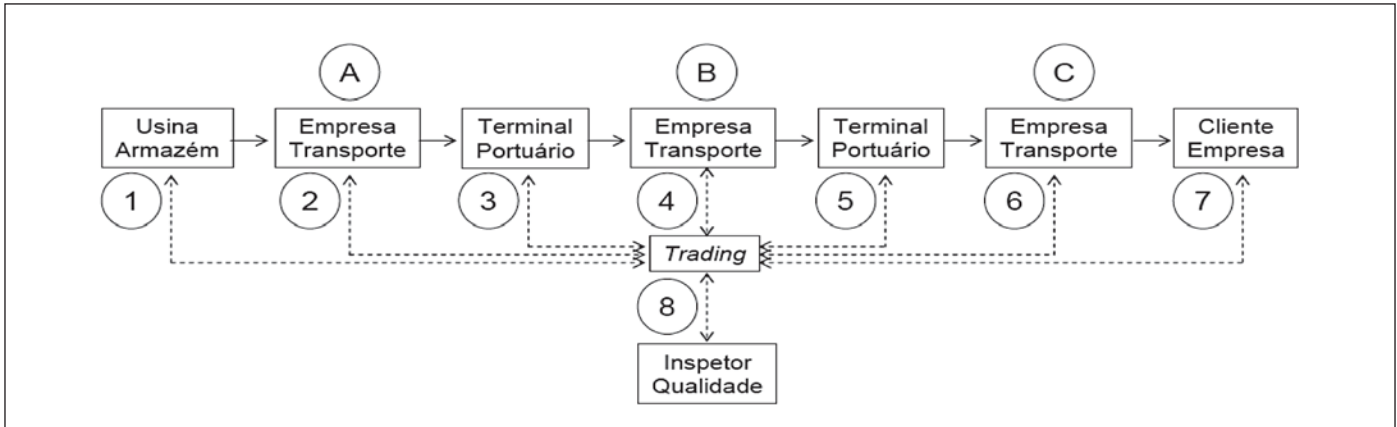 A
B
C
Usina
Armazém
Empresa
Transporte
Terminal
Portuário
Empresa
Transporte
Terminal
Portuário
Empresa
Transporte
Cliente
Empresa
1
2
3
4
5
6
7
Trading
8
Inspetor
Qualidade